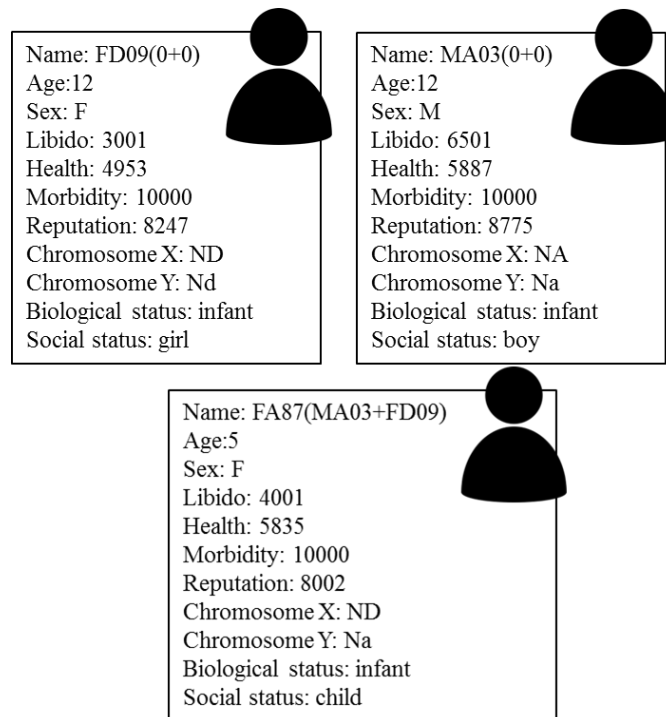 Name: FD09(0+0)
Age:12
Sex: F
Libido: 3001
Health: 4953
Morbidity: 10000
Reputation: 8247
Chromosome X: ND
Chromosome Y: Nd
Biological status: infant
Social status: girl
Name: MA03(0+0)
Age:12
Sex: M
Libido: 6501
Health: 5887
Morbidity: 10000
Reputation: 8775
Chromosome X: NA
Chromosome Y: Na
Biological status: infant
Social status: boy
Name: FA87(MA03+FD09)
Age:5
Sex: F
Libido: 4001
Health: 5835
Morbidity: 10000
Reputation: 8002
Chromosome X: ND
Chromosome Y: Na
Biological status: infant
Social status: child